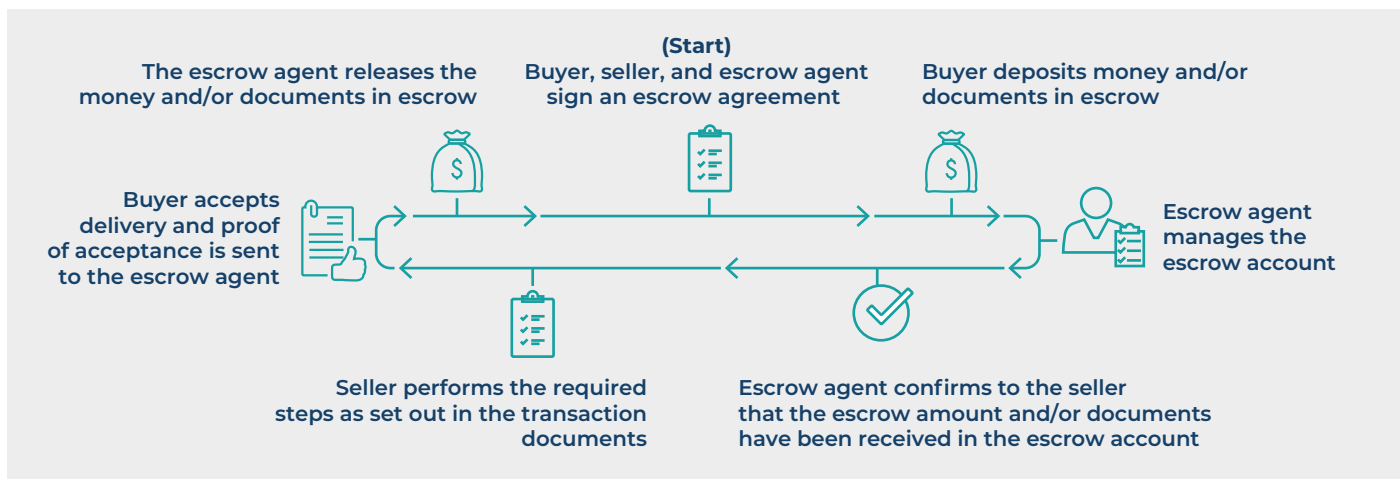 (Start)
Buyer, seller, and escrow agent
sign an escrow agreement
Buyer deposits money and/or
documents in escrow
Escrow agent
manages the
escrow account
Escrow agent confirms to the seller
that the escrow amount and/or documents
have been received in the escrow account
Seller performs the required
steps as set out in the transaction
documents
Buyer accepts
delivery and proof
of acceptance is sent
to the escrow agent
The escrow agent releases the
money and/or documents in escrow
$
$